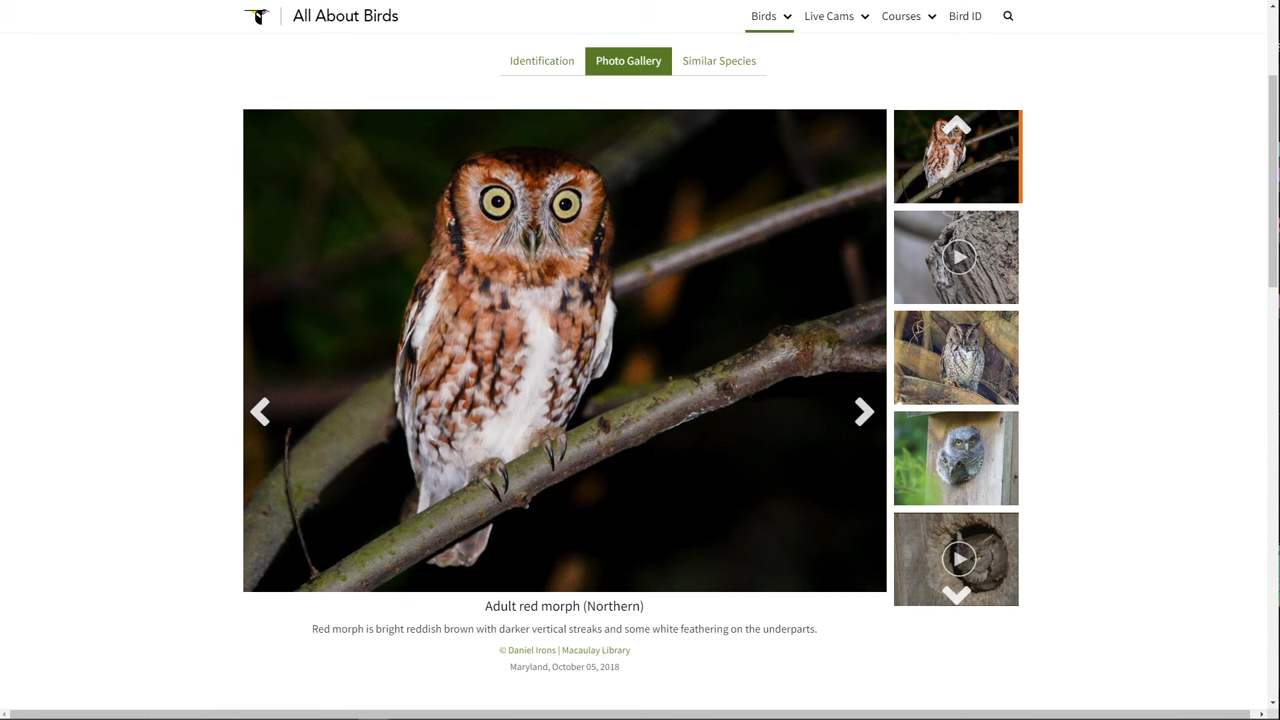 All About Birds
Birds
Live Cams
Courses
Bird ID
Identification
Photo Gallery
Similar Species
Adult red morph (Northern)
Red morph is bright reddish brown with darker vertical streaks and some white feathering on the underparts.
© Daniel Irons | Macaulay Library
Maryland, October 05, 2018